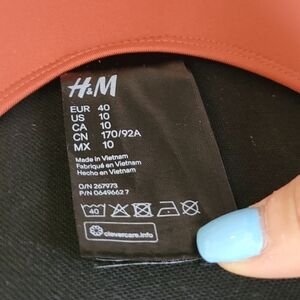 H&M
EUR 40
US 10
CA 10
CN 170/92A
MX 10
Made in Vietnam
Fabriqué en Vietnam
Hecho en Vietnam
O/N 267973
P/N 0649662 7
40
clevercare.info